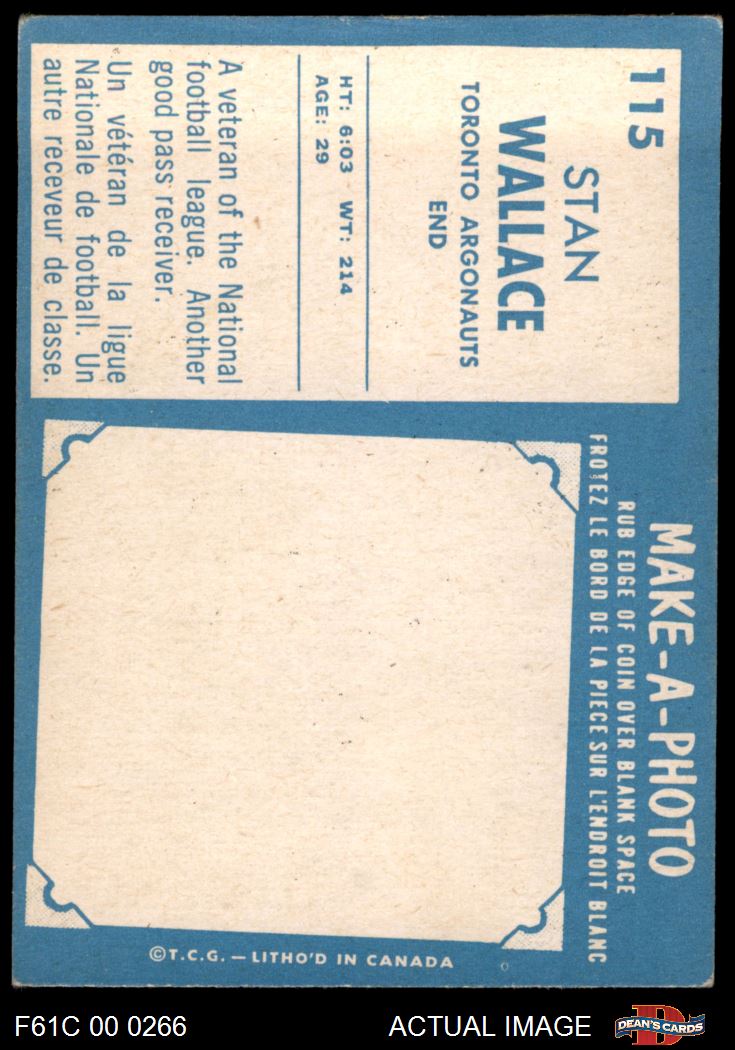 115
STAN
WALLACE
TORONTO ARGONAUTS
END
HT: 6:03 WT: 214
AGE: 29
A veteran of the National
football league. Another
good pass receiver.
Un vétéran de la ligue
Nationale de football. Un
autre receveur de classe.
MAKE-A-PHOTO
RUB EDGE OF COIN OVER BLANK SPACE
FROTEZ LE BORD DE LA PIECE SUR L'ENDROIT BLANC
©T.C.G. — LITHO'D IN CANADA
F61C 00 0266
ACTUAL IMAGE
D
DEAN'S CARDS